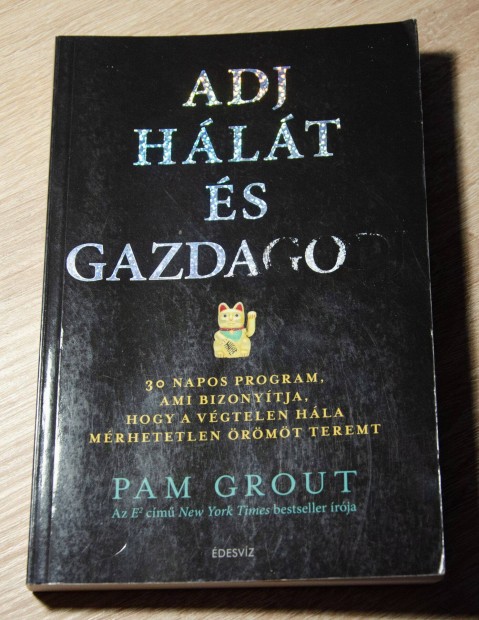 ADJ
HÁLÁT
ÉS
GAZDAGO
30 NAPOS PROGRAM,
AMI BIZONYÍTJA,
HOGY A VÉGTELEN HÁLA
MÉRHETETLEN ÖRÖMÖT TEREMT
PAM GROUT
Az E² című New York Times bestseller írója
ÉDESVÍZ